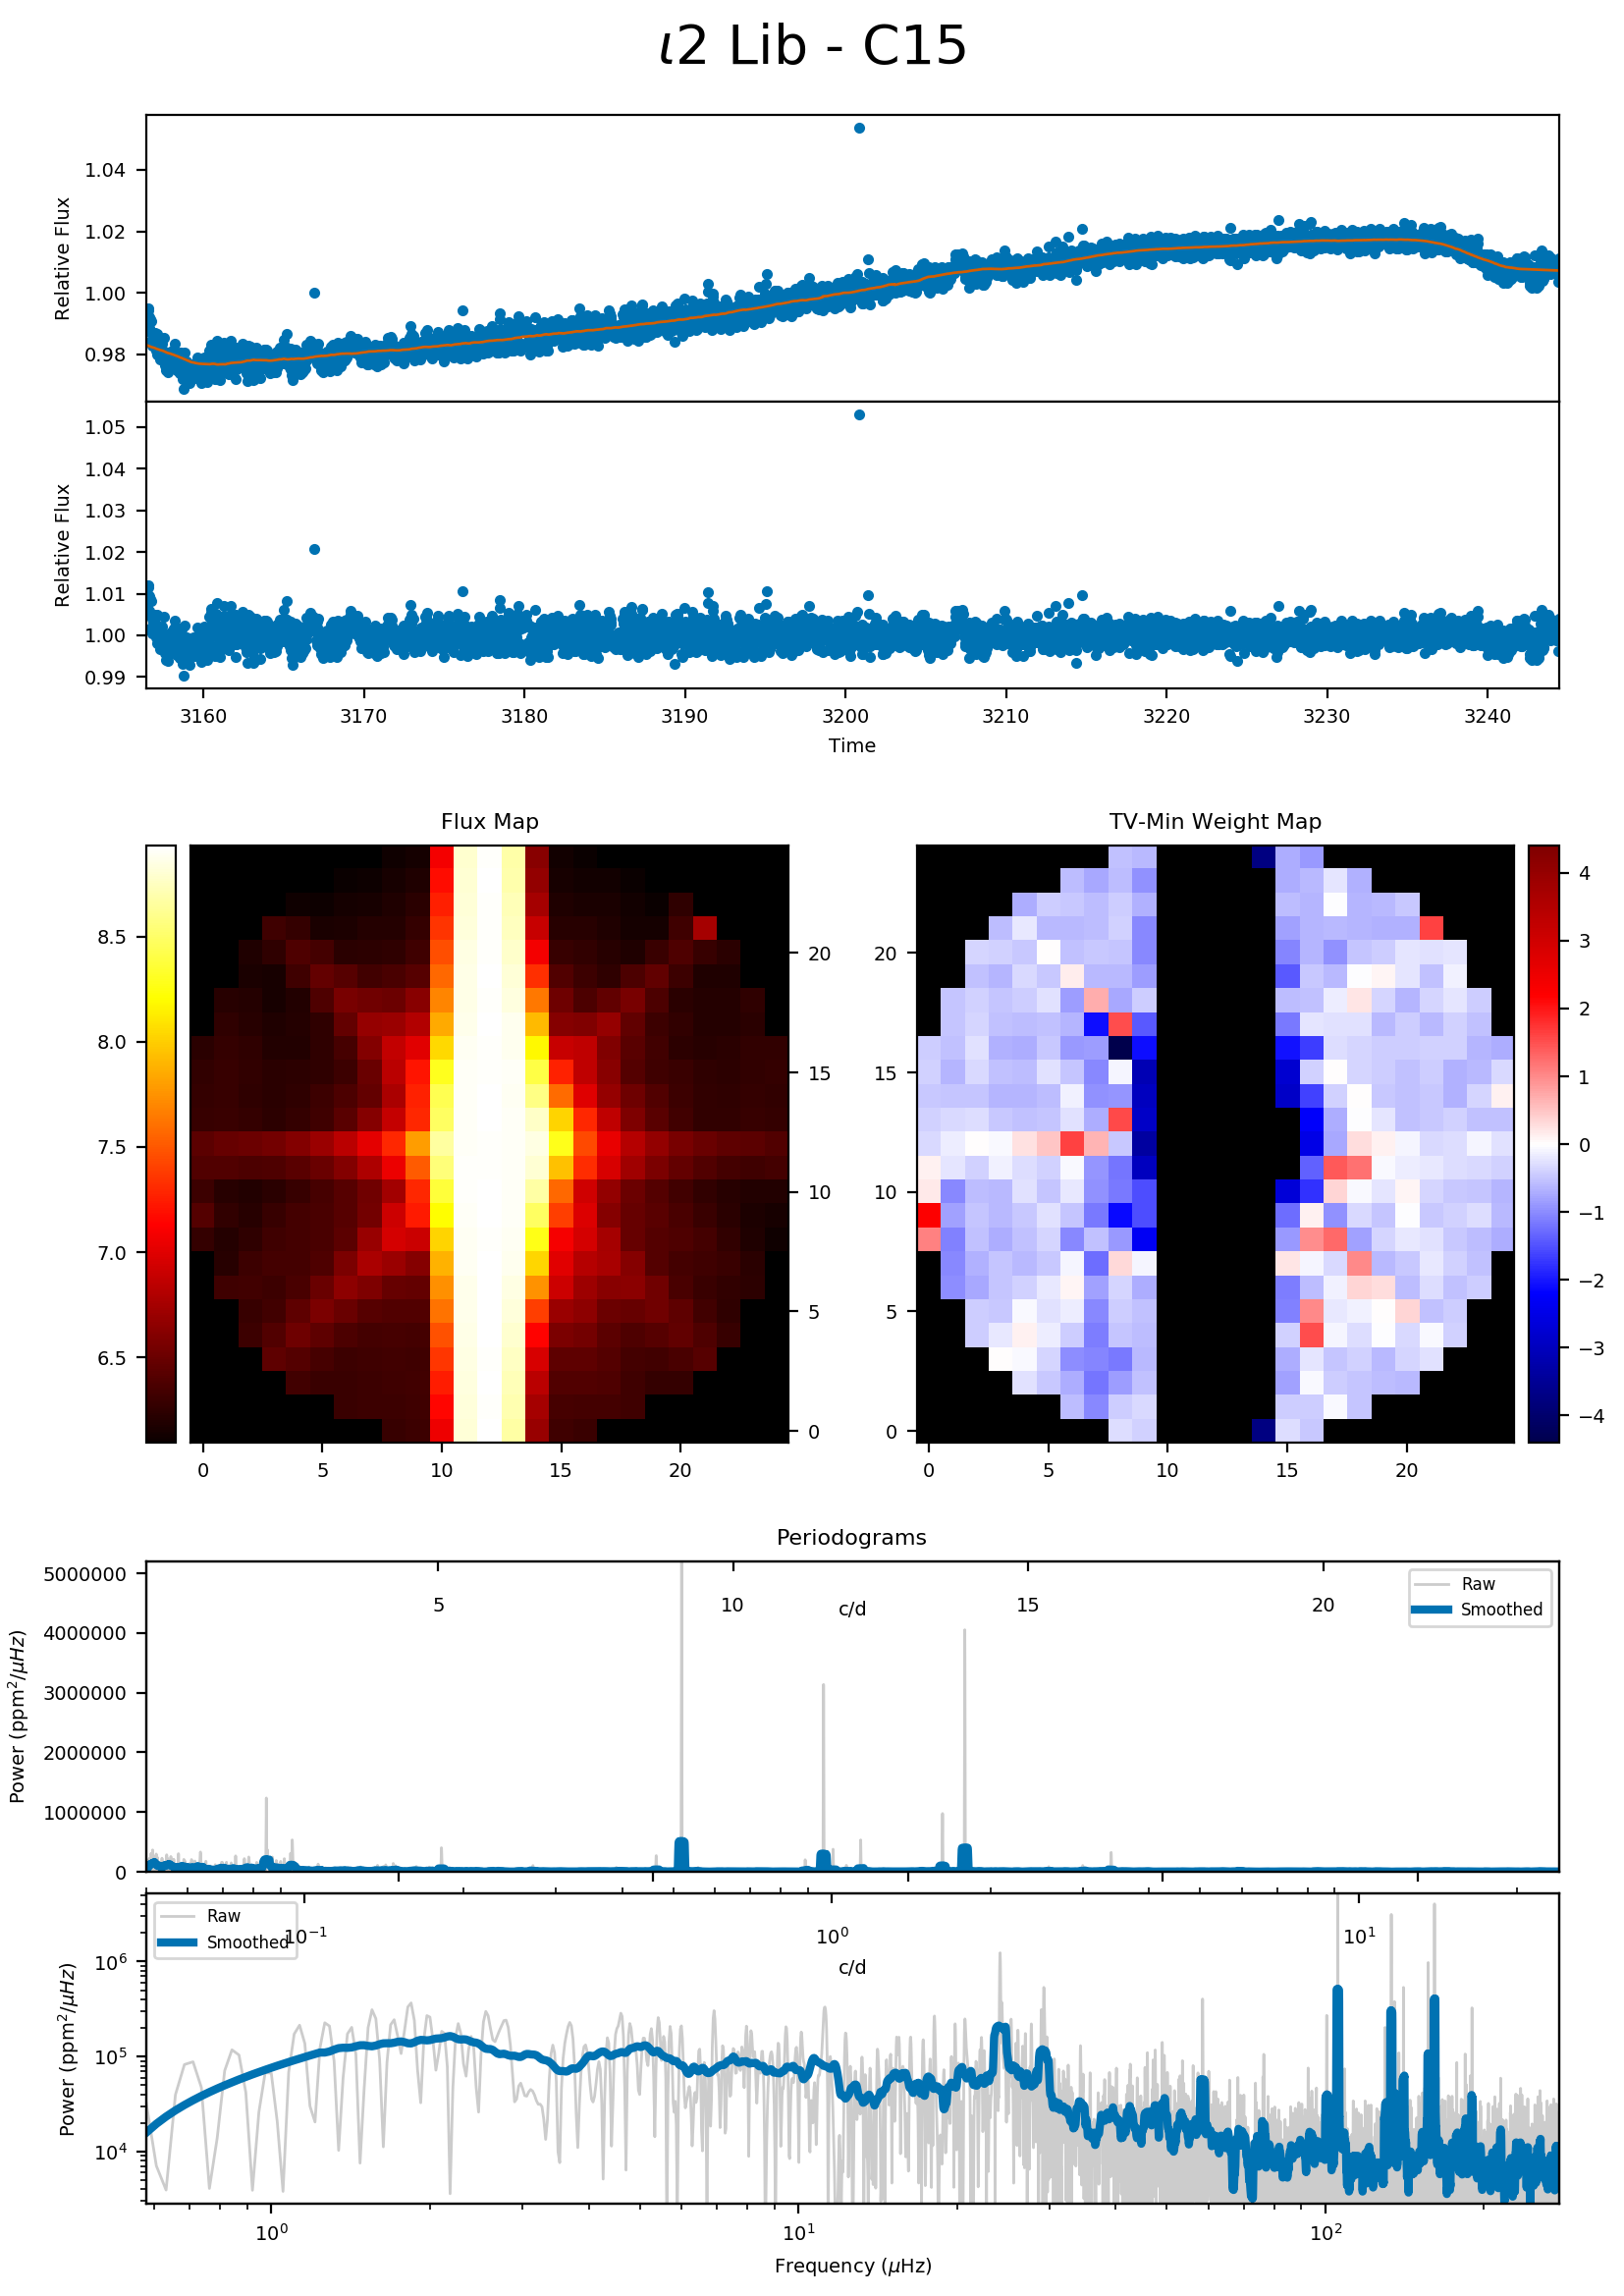 ι2 Lib - C15
Relative Flux
1.04
1.02
1.00
0.98
Relative Flux
1.05
1.04
1.03
1.02
1.01
1.00
0.99
3160 3170 3180 3190 3200 3210 3220 3230 3240
Time
Flux Map
TV-Min Weight Map
8.5
8.0
7.5
7.0
6.5
20
15
10
5
0
0 5 10 15 20
20
15
10
5
0
0 5 10 15 20
4
3
2
1
0
−1
−2
−3
−4
Periodograms
Power (ppm²/μHz)
5000000
4000000
3000000
2000000
1000000
0
5 10 15 20
c/d
Raw
Smoothed
Power (ppm²/μHz)
10⁶
10⁵
10⁴
Raw
Smoothed
10⁻¹ 10⁰ 10¹
c/d
10⁰ 10¹ 10²
Frequency (μHz)